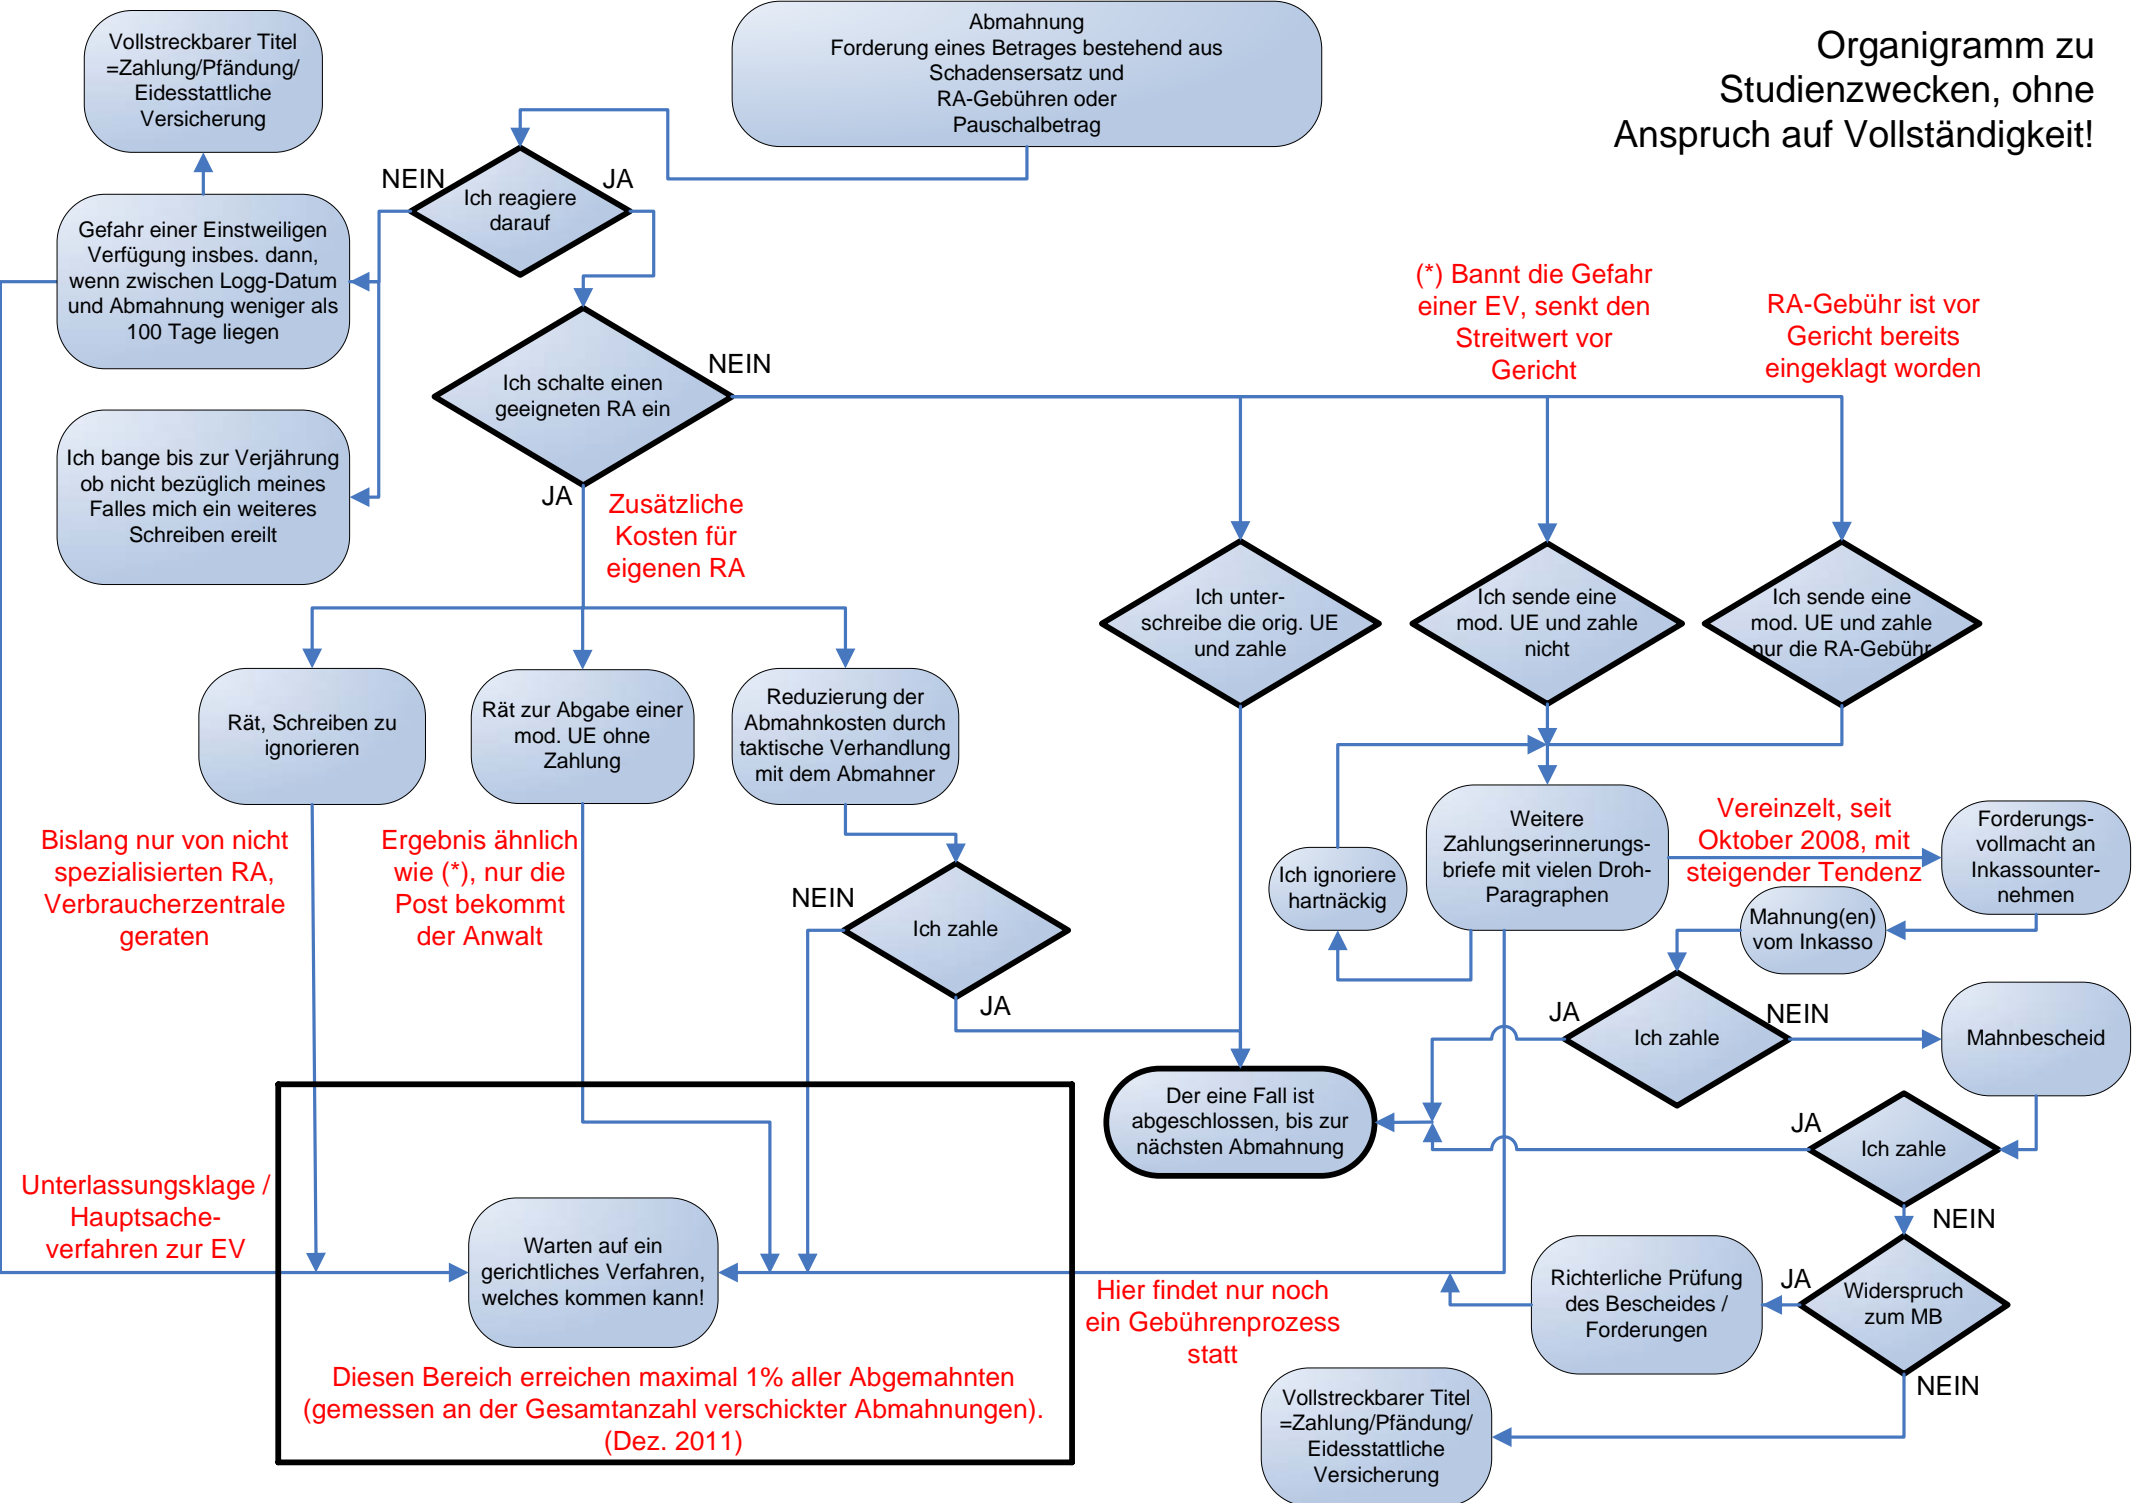 Abmahnung
Forderung eines Betrages bestehend aus
Schadensersatz und
RA-Gebühren oder
Pauschalbetrag
Organigramm zu
Studienzwecken, ohne
Anspruch auf Vollständigkeit!
Vollstreckbarer Titel
=Zahlung/Pfändung/
Eidesstattliche
Versicherung
NEIN
JA
Ich reagiere
darauf
Gefahr einer Einstweiligen
Verfügung insbes. dann,
wenn zwischen Logg-Datum
und Abmahnung weniger als
100 Tage liegen
Ich bange bis zur Verjährung
ob nicht bezüglich meines
Falles mich ein weiteres
Schreiben ereilt
Ich schalte einen
geeigneten RA ein
NEIN
JA
Zusätzliche
Kosten für
eigenen RA
(*) Bannt die Gefahr
einer EV, senkt den
Streitwert vor
Gericht
RA-Gebühr ist vor
Gericht bereits
eingeklagt worden
Ich unter-
schreibe die orig. UE
und zahle
Ich sende eine
mod. UE und zahle
nicht
Ich sende eine
mod. UE und zahle
nur die RA-Gebühr
Rät, Schreiben zu
ignorieren
Rät zur Abgabe einer
mod. UE ohne
Zahlung
Reduzierung der
Abmahnkosten durch
taktische Verhandlung
mit dem Abmahner
Bislang nur von nicht
spezialisierten RA,
Verbraucherzentrale
geraten
Ergebnis ähnlich
wie (*), nur die
Post bekommt
der Anwalt
NEIN
Ich zahle
JA
Ich ignoriere
hartnäckig
Weitere
Zahlungserinnerungs-
briefe mit vielen Droh-
Paragraphen
Vereinzelt, seit
Oktober 2008, mit
steigender Tendenz
Forderungs-
vollmacht an
Inkassounter-
nehmen
Mahnung(en)
vom Inkasso
JA
Ich zahle
NEIN
Mahnbescheid
Der eine Fall ist
abgeschlossen, bis zur
nächsten Abmahnung
JA
Ich zahle
NEIN
Unterlassungsklage /
Hauptsache-
verfahren zur EV
Warten auf ein
gerichtliches Verfahren,
welches kommen kann!
Hier findet nur noch
ein Gebührenprozess
statt
Richterliche Prüfung
des Bescheides /
Forderungen
JA
Widerspruch
zum MB
NEIN
Diesen Bereich erreichen maximal 1% aller Abgemahnten
(gemessen an der Gesamtanzahl verschickter Abmahnungen).
(Dez. 2011)
Vollstreckbarer Titel
=Zahlung/Pfändung/
Eidesstattliche
Versicherung